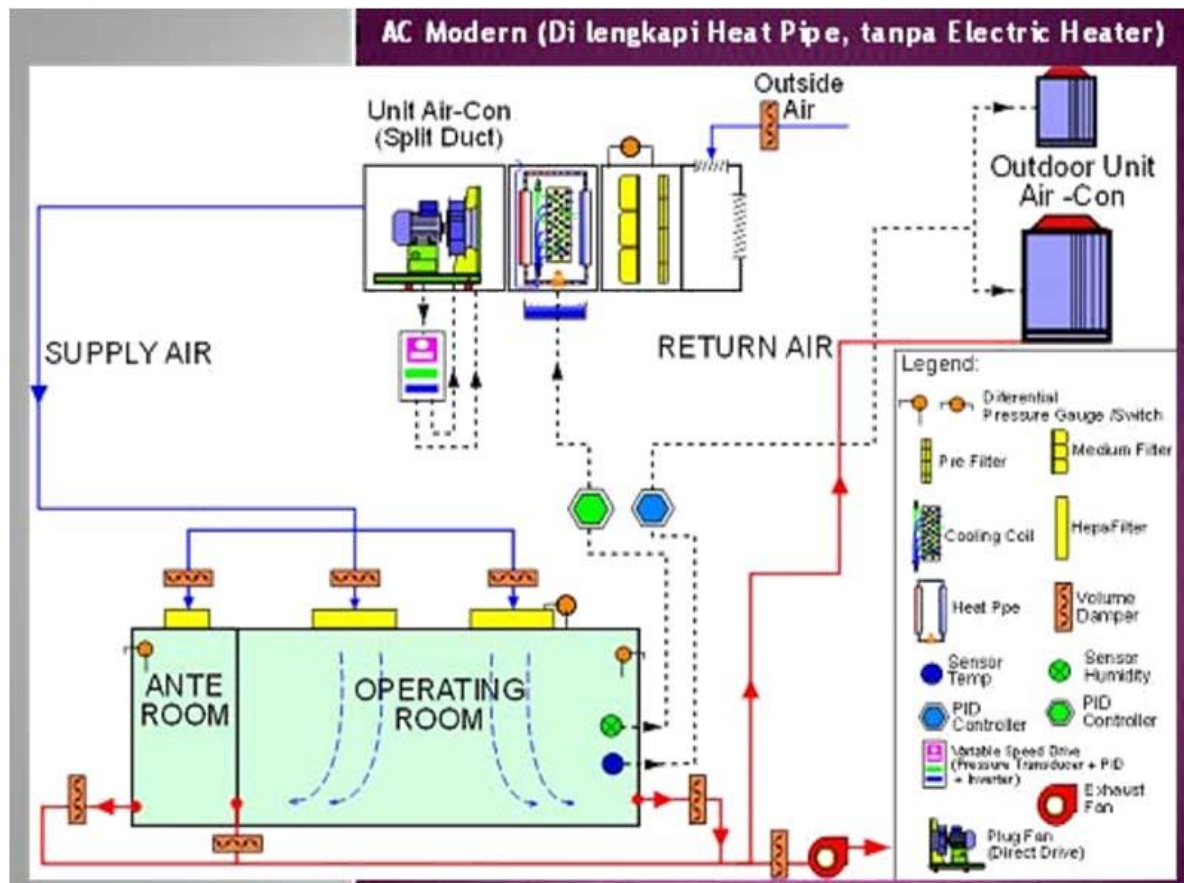 AC Modern (Di lengkapi Heat Pipe, tanpa Electric Heater)
Outside
Air
Unit Air-Con
(Split Duct)
Outdoor Unit
Air -Con
SUPPLY AIR
RETURN AIR
ANTE
ROOM
OPERATING
ROOM
Legend:
Diferential
Pressure Gauge /Switch
Pre Filter
Medium Filter
Cooling Coil
HepaFilter
Heat Ppe
Volume
Damper
Sensor
Temp
Sensor
Humidity
PID
Controller
PID
Controller
Variable Speed Drive
(Pressure Transducer + PID
+ Inverter)
Exhaust
Fan
Plug Fan
(Direct Drive)